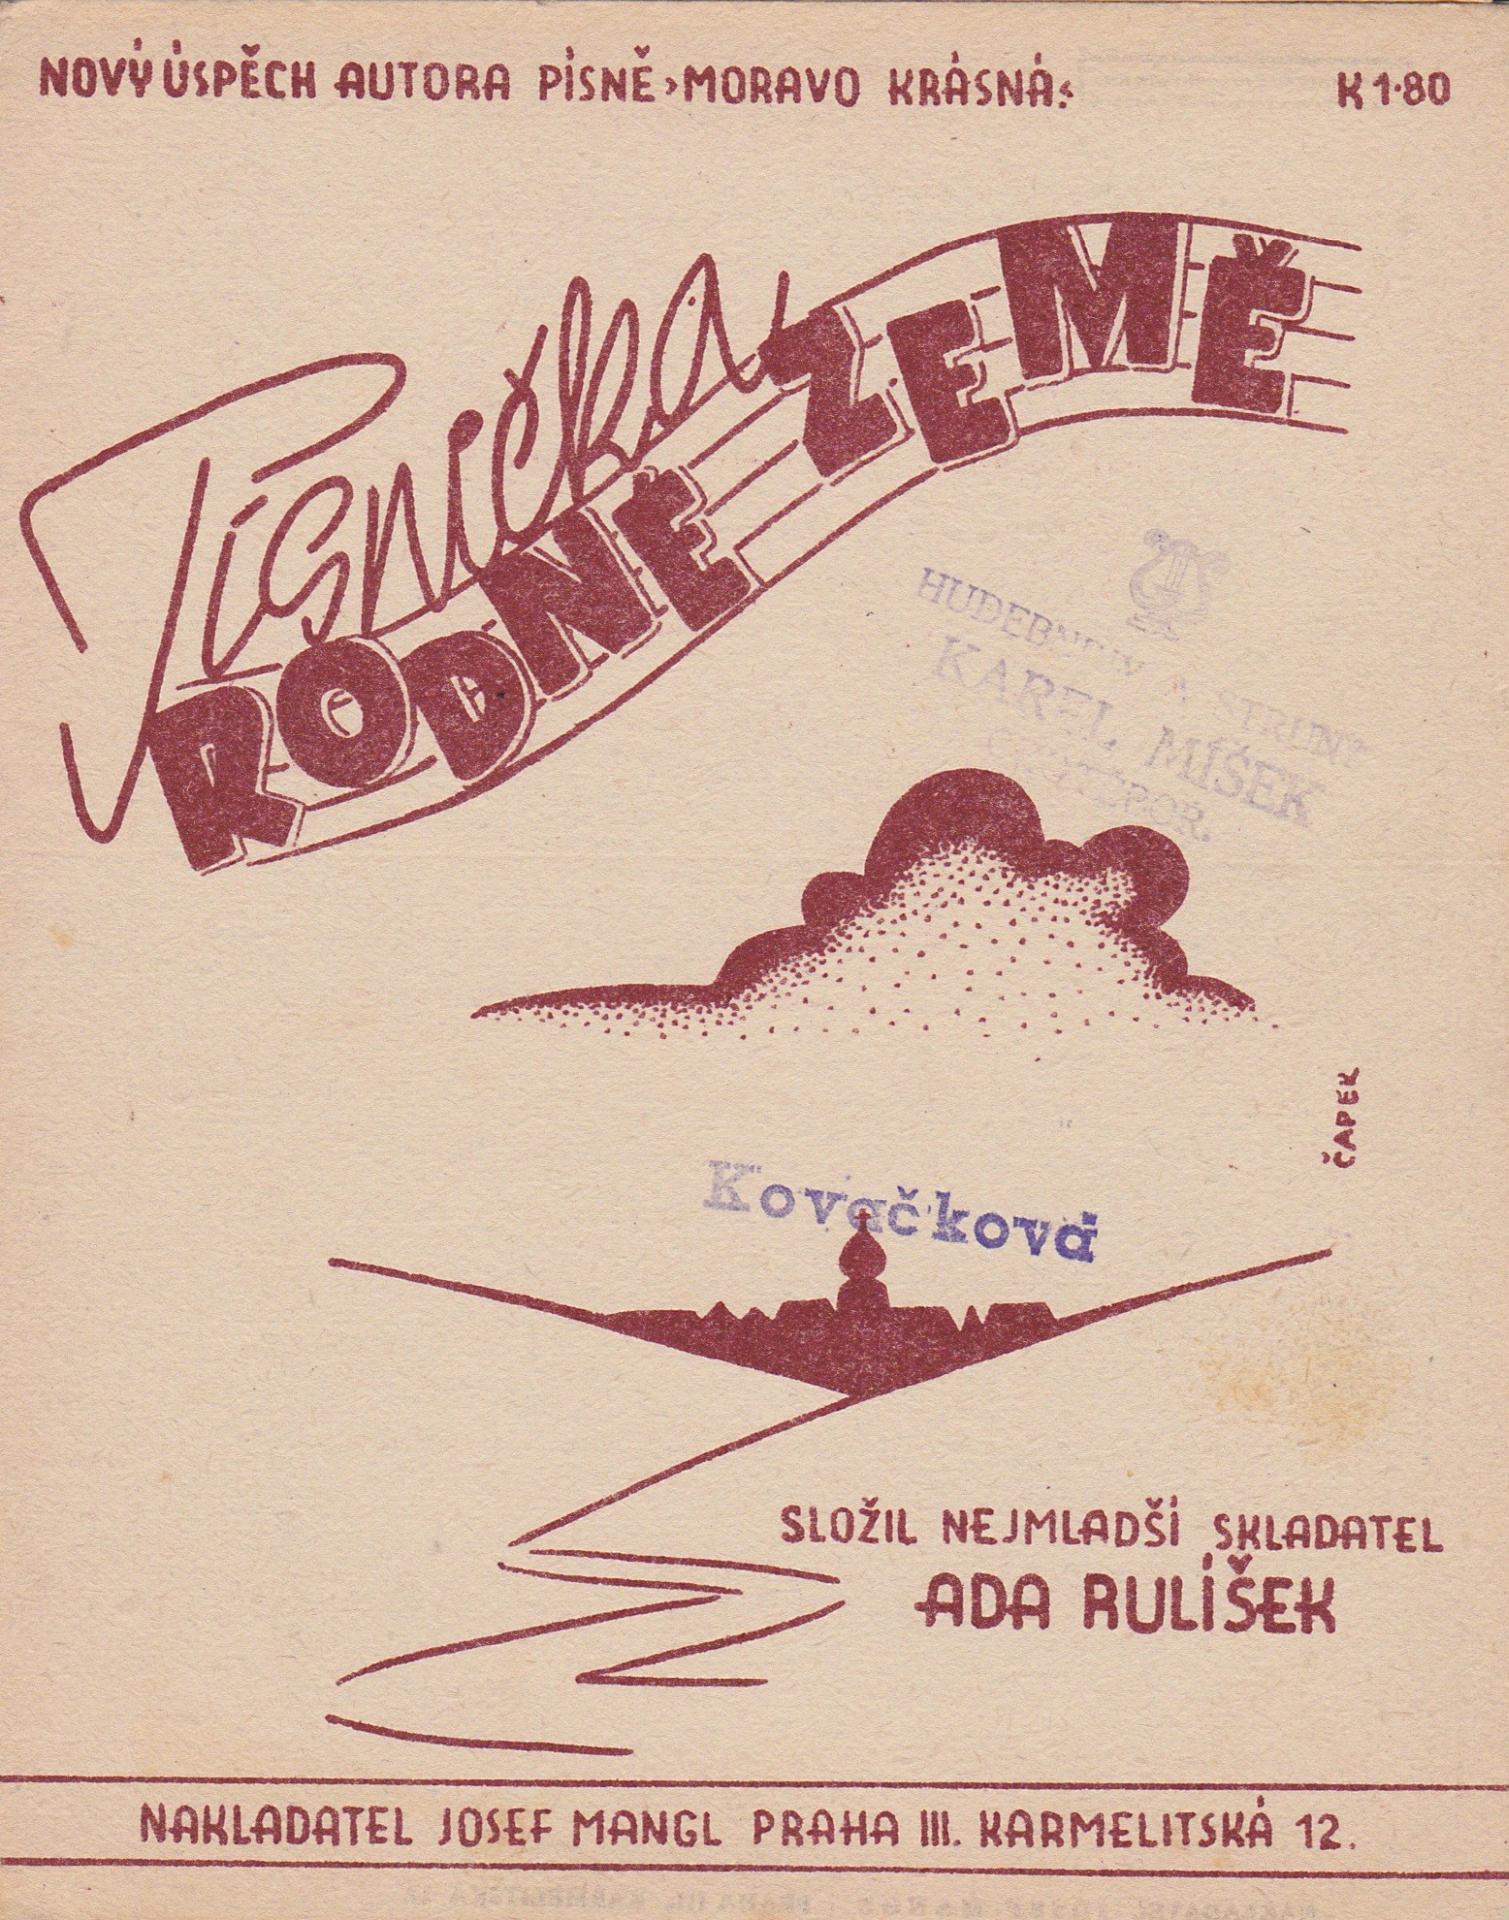 NOVÝ ÚSPĚCH AUTORA PÍSNĚ ›MORAVO KRÁSNÁ‹ K 1·80
Písnička
RODNÉ ZEMĚ
KAREL MÍŠEK
ČAPEK
Kovačková
SLOŽIL NEJMLADŠÍ SKLADATEL
ADA RULÍŠEK
NAKLADATEL JOSEF MANGL PRAHA III. KARMELITSKÁ 12.